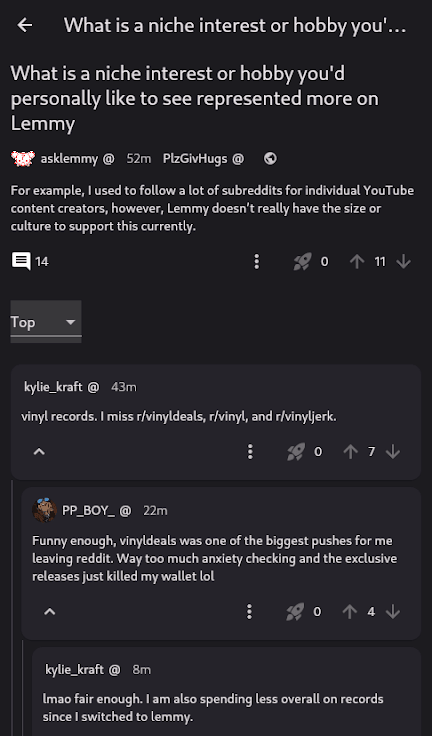 What is a niche interest or hobby you'...
What is a niche interest or hobby you'd
personally like to see represented more on
Lemmy
asklemmy @ 52m PlzGivHugs @
For example, I used to follow a lot of subreddits for individual YouTube
content creators, however, Lemmy doesn't really have the size or
culture to support this currently.
14 0 11
Top
kylie_kraft @ 43m
vinyl records. I miss r/vinyldeals, r/vinyl, and r/vinyljerk.
0 7
PP_BOY_ @ 22m
Funny enough, vinyldeals was one of the biggest pushes for me
leaving reddit. Way too much anxiety checking and the exclusive
releases just killed my wallet lol
0 4
kylie_kraft @ 8m
lmao fair enough. I am also spending less overall on records
since I switched to lemmy.